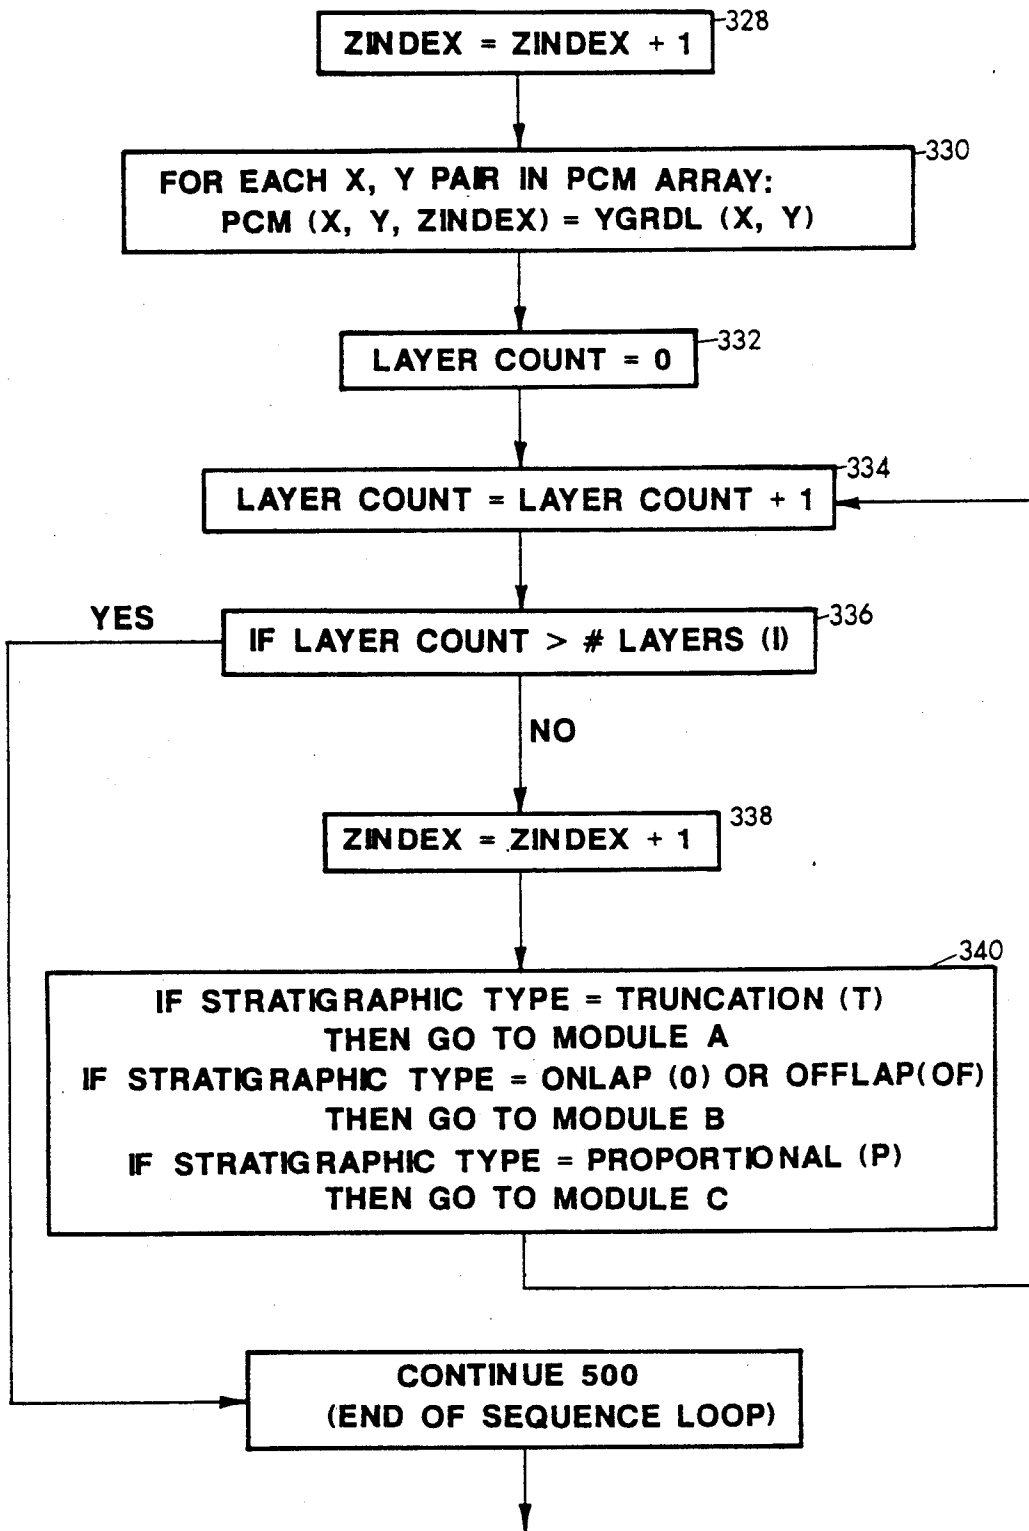 328
ZINDEX = ZINDEX + 1
330
FOR EACH X, Y PAIR IN PCM ARRAY:
PCM (X, Y, ZINDEX) = YGRDL (X, Y)
332
LAYER COUNT = 0
334
LAYER COUNT = LAYER COUNT + 1
336
YES
IF LAYER COUNT > # LAYERS (I)
NO
338
ZINDEX = ZINDEX + 1
340
IF STRATIGRAPHIC TYPE = TRUNCATION (T)
THEN GO TO MODULE A
IF STRATIGRAPHIC TYPE = ONLAP (0) OR OFFLAP(OF)
THEN GO TO MODULE B
IF STRATIGRAPHIC TYPE = PROPORTIONAL (P)
THEN GO TO MODULE C
CONTINUE 500
(END OF SEQUENCE LOOP)